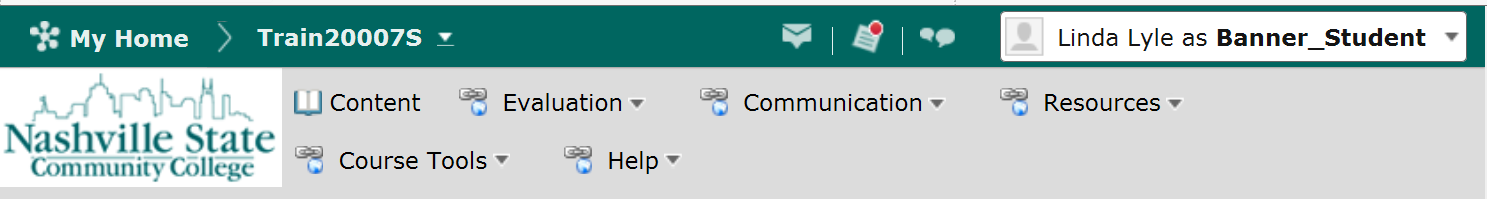 My Home Train20007S Linda Lyle as Banner_Student
Nashville State
Community College
Content Evaluation Communication Resources
Course Tools Help